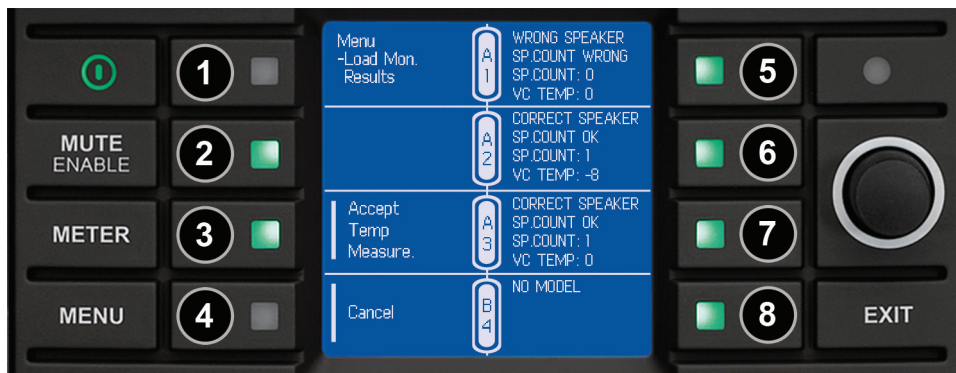 1
5
MUTE
ENABLE
2
6
METER
3
7
MENU
4
8
EXIT
Menu
-Load Mon.
Results
A
1
WRONG SPEAKER
SP.COUNT WRONG
SP.COUNT: 0
VC TEMP: 0
A
2
CORRECT SPEAKER
SP.COUNT OK
SP.COUNT: 1
VC TEMP: -8
Accept
Temp
Measure.
A
3
CORRECT SPEAKER
SP.COUNT OK
SP.COUNT: 1
VC TEMP: 0
Cancel
B
4
NO MODEL